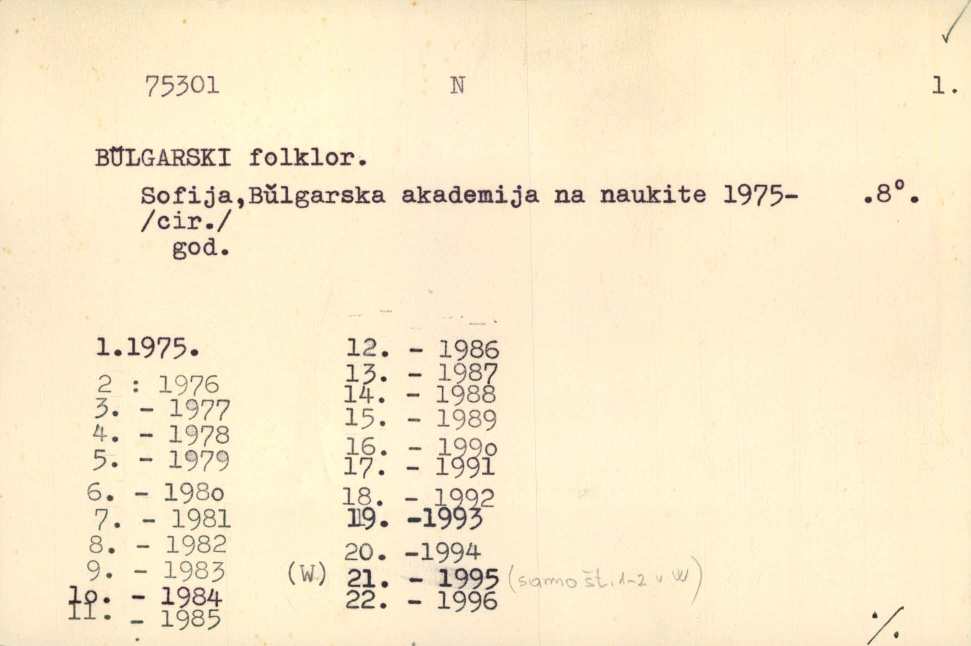 75301 N 1.
BŬLGARSKI folklor.
Sofija,Bŭlgarska akademija na naukite 1975- .8°.
/cir./
god.
1.1975.
2 : 1976
3. - 1977
4. - 1978
5. - 1979
6. - 198o
7. - 1981
8. - 1982
9. - 1983
1o. - 1984
11. - 1985
12. - 1986
13. - 1987
14. - 1988
15. - 1989
16. - 199o
17. - 1991
18. - 1992
19. -1993
20. -1994
(W) 21. - 1995 (samo št. 1-2 v W)
22. - 1996
./.